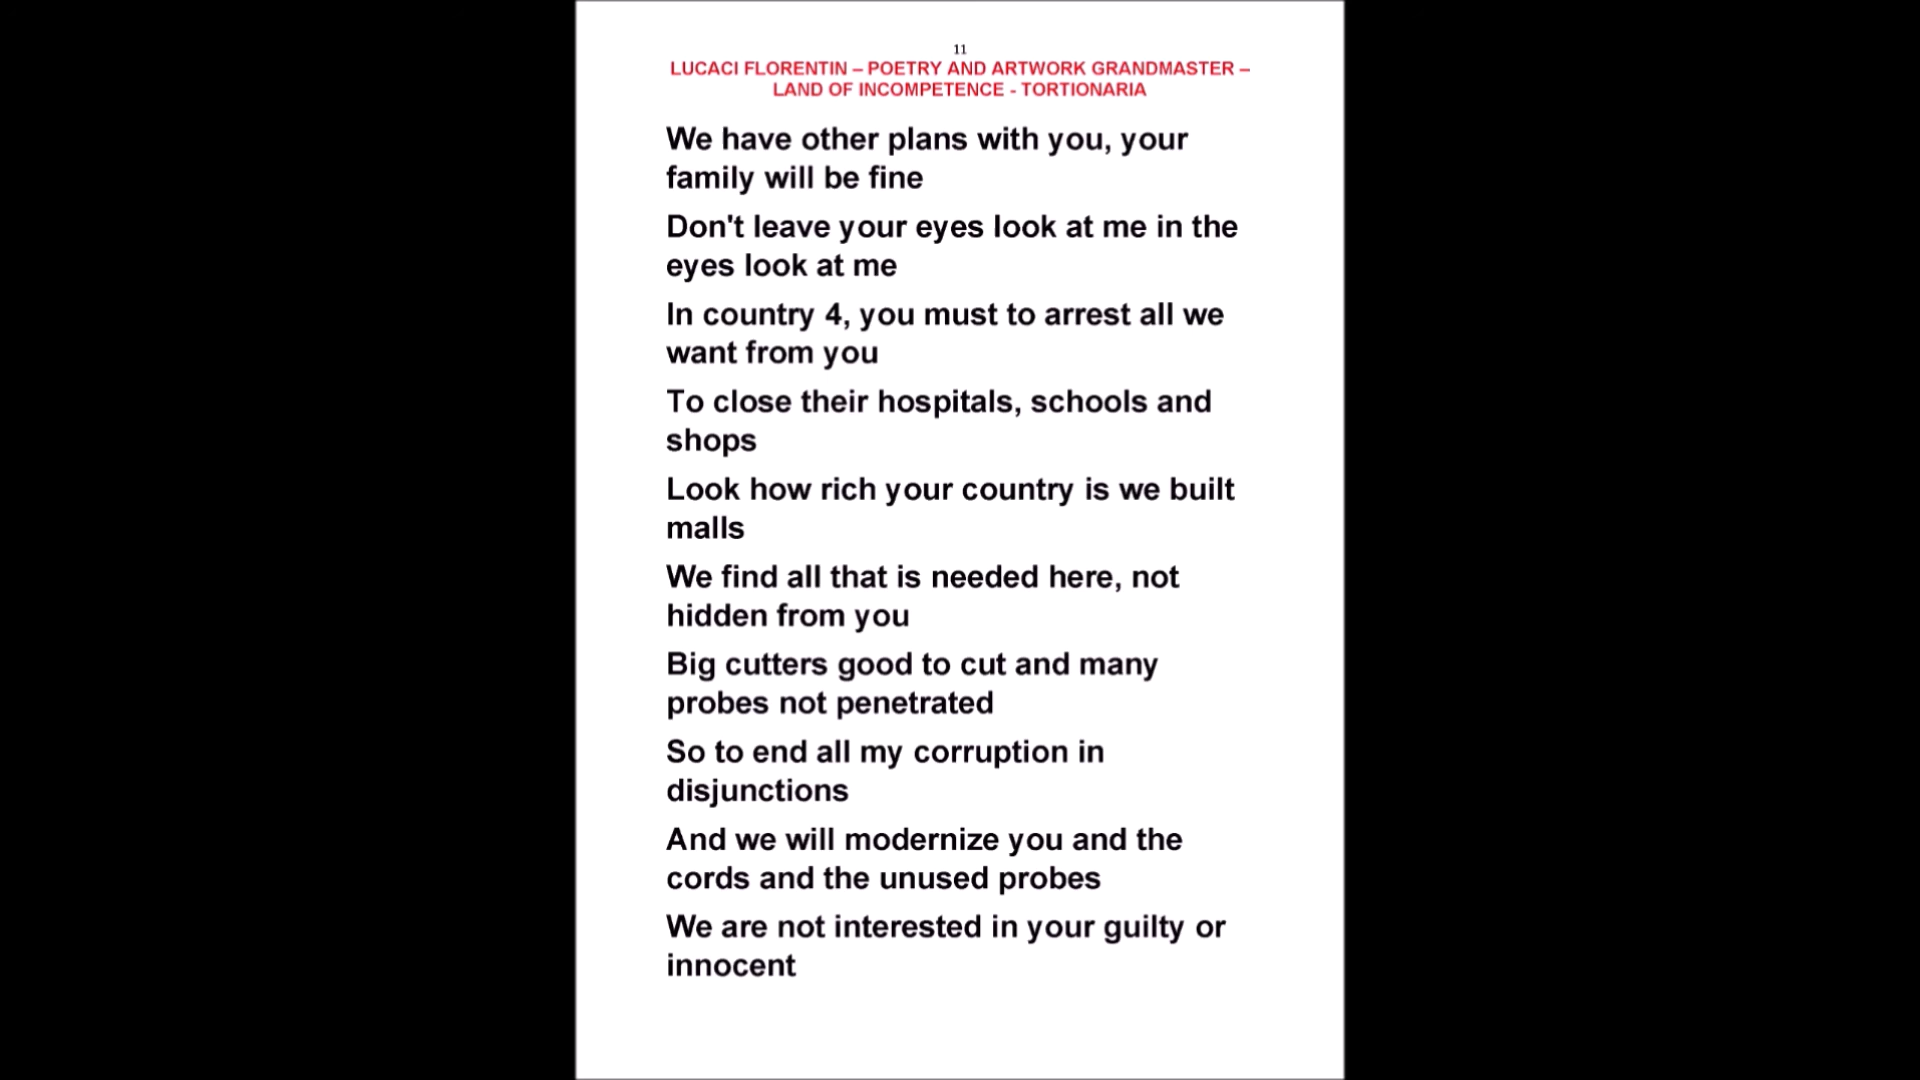 11
LUCACI FLORENTIN – POETRY AND ARTWORK GRANDMASTER –
LAND OF INCOMPETENCE - TORTIONARIA
We have other plans with you, your
family will be fine
Don't leave your eyes look at me in the
eyes look at me
In country 4, you must to arrest all we
want from you
To close their hospitals, schools and
shops
Look how rich your country is we built
malls
We find all that is needed here, not
hidden from you
Big cutters good to cut and many
probes not penetrated
So to end all my corruption in
disjunctions
And we will modernize you and the
cords and the unused probes
We are not interested in your guilty or
innocent